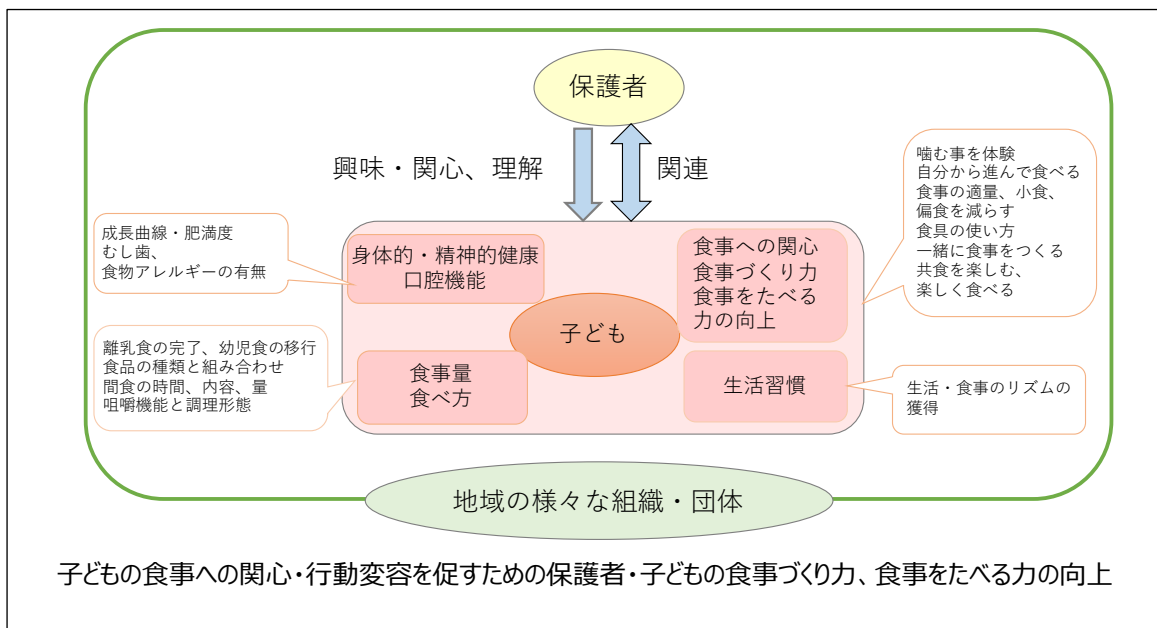 保護者
興味・関心、理解
関連
噛む事を体験
自分から進んで食べる
食事の適量、小食、
偏食を減らす
食具の使い方
一緒に食事をつくる
共食を楽しむ、
楽しく食べる
成長曲線・肥満度
むし歯、
食物アレルギーの有無
身体的・精神的健康
口腔機能
食事への関心
食事づくり力
食事をたべる
力の向上
子ども
離乳食の完了、幼児食の移行
食品の種類と組み合わせ
間食の時間、内容、量
咀嚼機能と調理形態
食事量
食べ方
生活習慣
生活・食事のリズムの
獲得
地域の様々な組織・団体
子どもの食事への関心・行動変容を促すための保護者・子どもの食事づくり力、食事をたべる力の向上